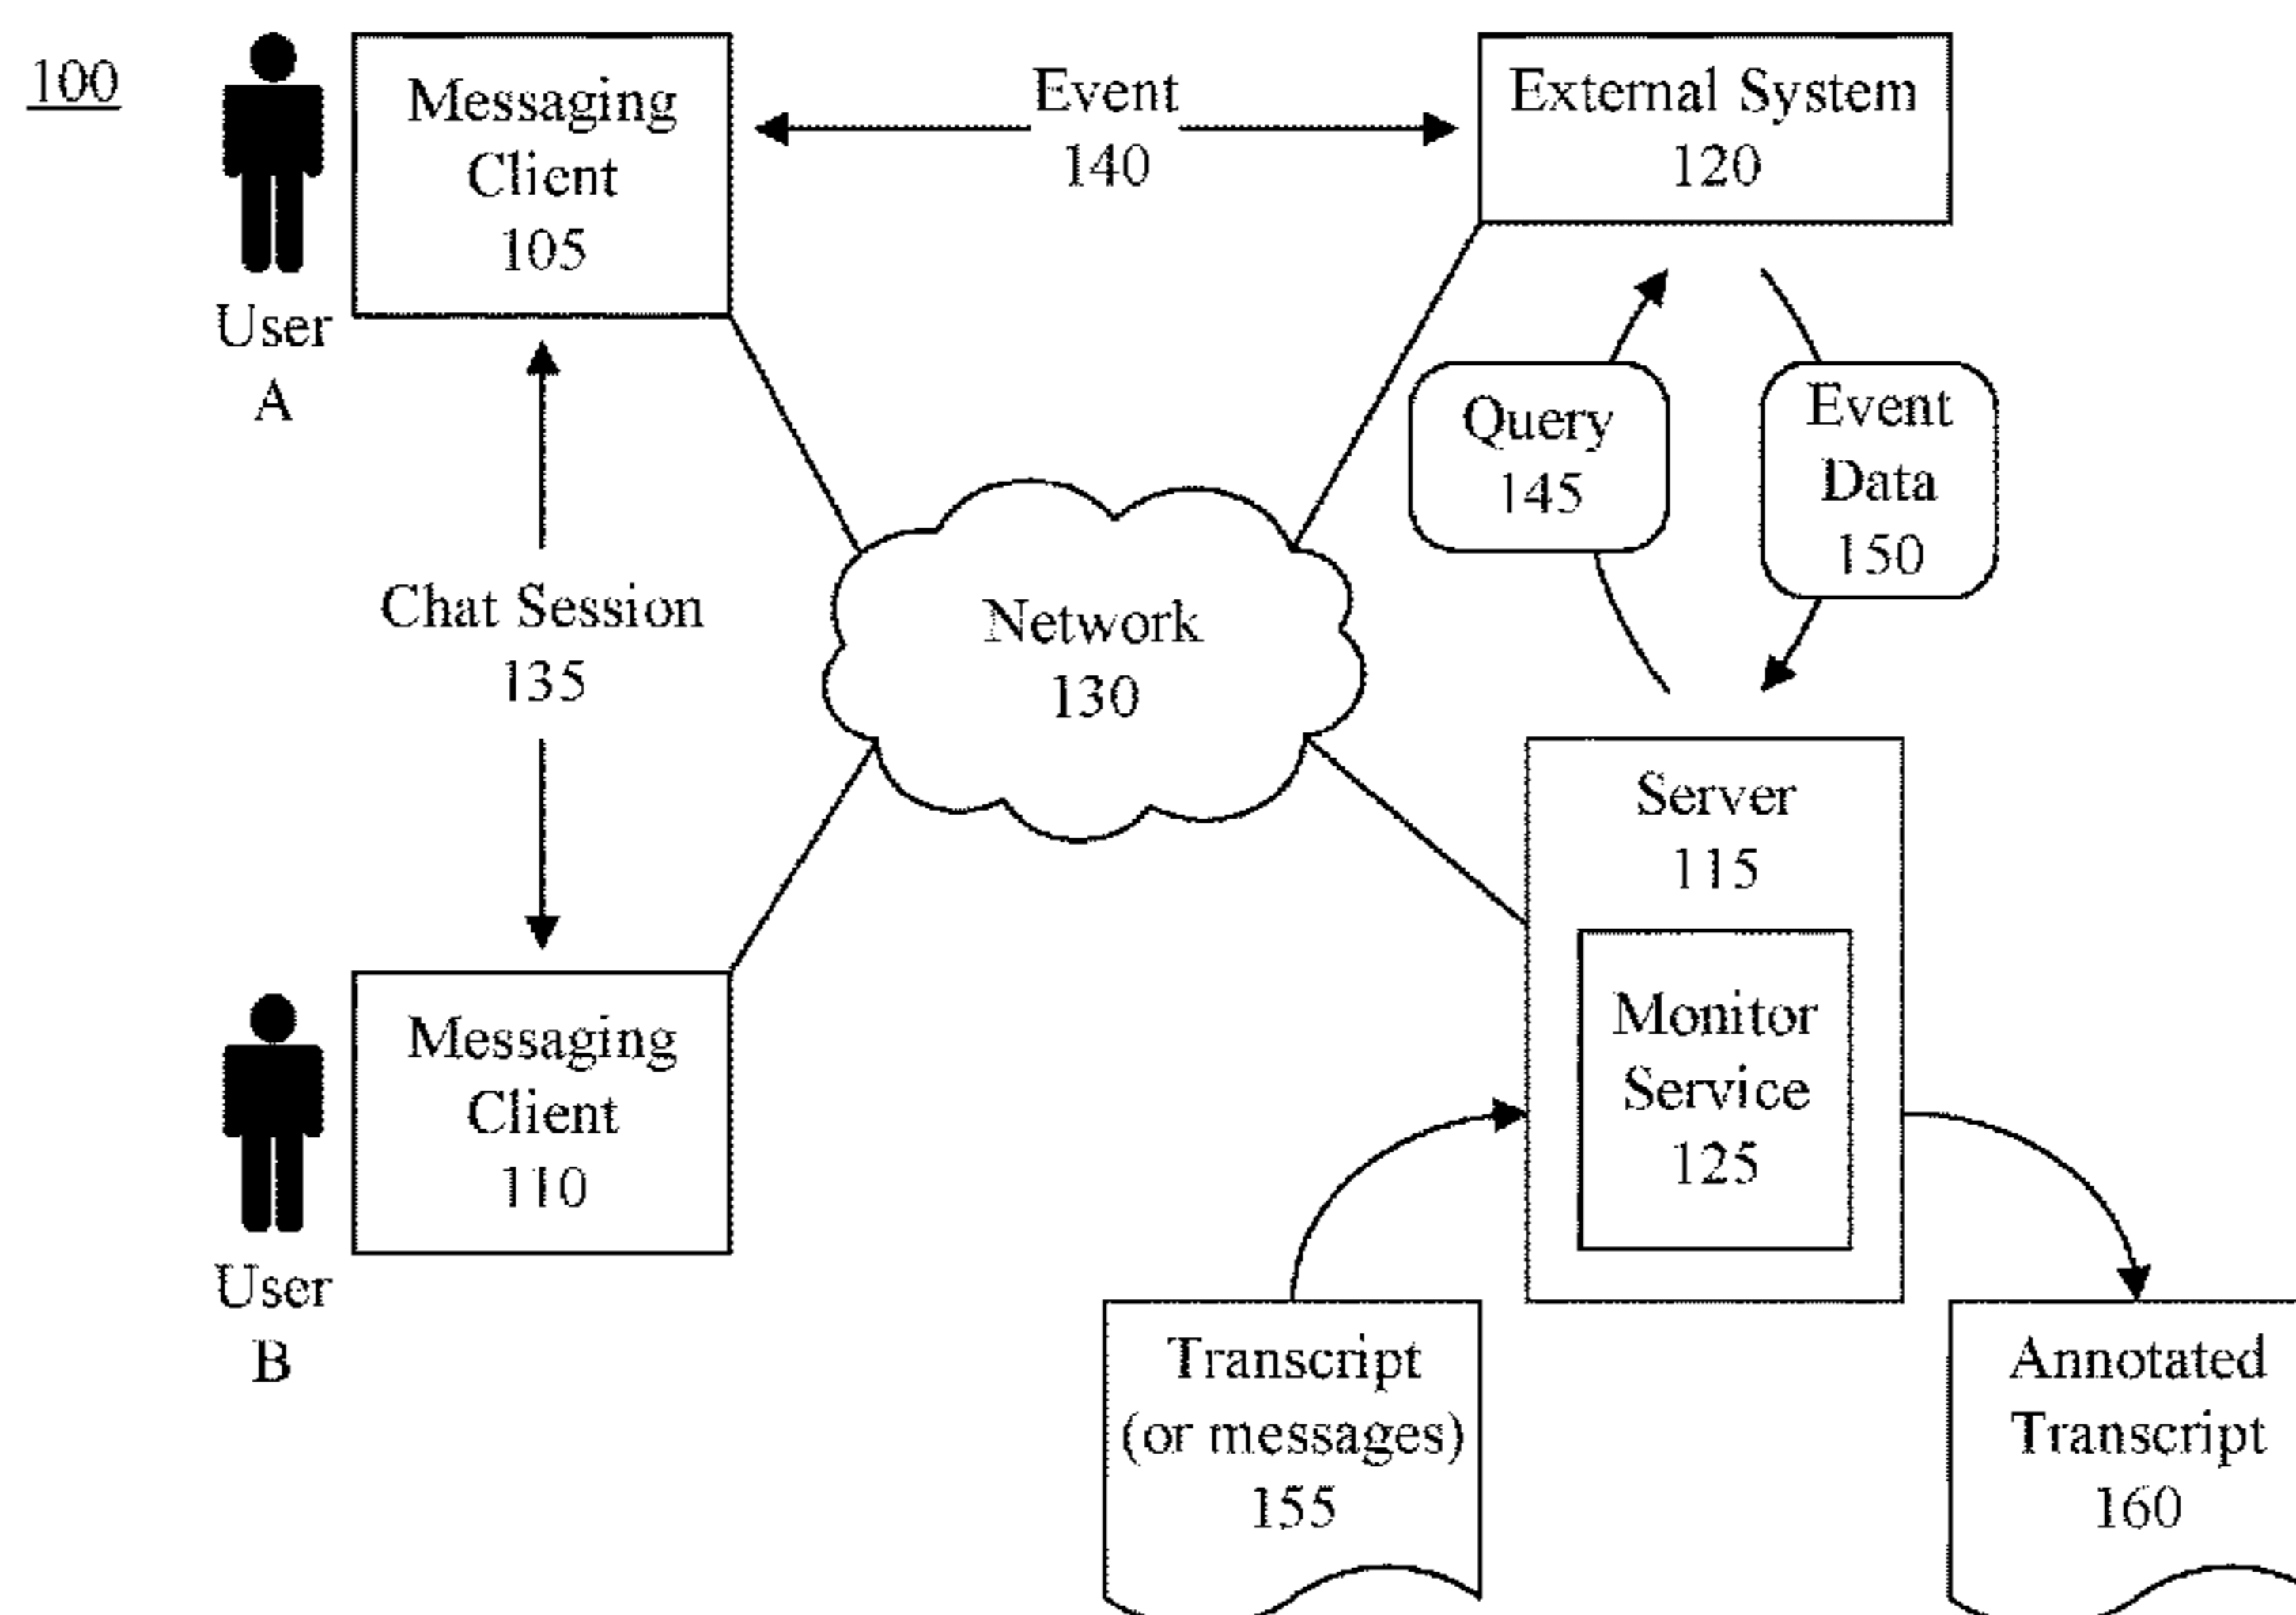 100
Messaging
Client
105
Event
140
External System
120
User
A
Query
145
Event
Data
150
Chat Session
135
Network
130
Server
115
Monitor
Service
125
Messaging
Client
110
User
B
Transcript
(or messages)
155
Annotated
Transcript
160